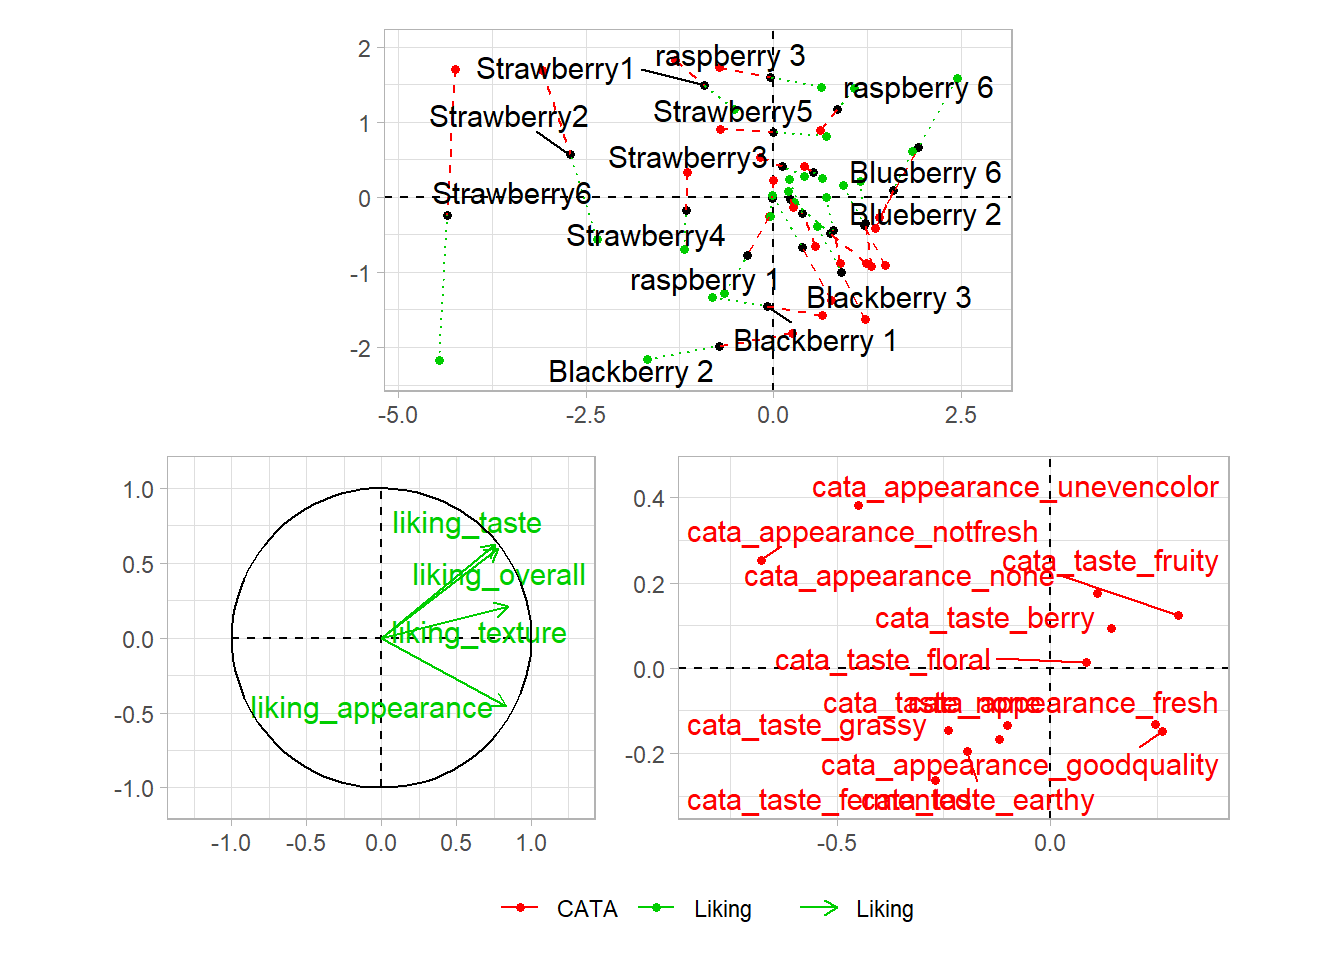 2
1
0
-1
-2
raspberry 3
Strawberry1
raspberry 6
Strawberry2
Strawberry5
Strawberry3
Blueberry 6
Strawberry6
Blueberry 2
Strawberry4
raspberry 1
Blackberry 3
Blackberry 1
Blackberry 2
-5.0 -2.5 0.0 2.5
1.0
0.5
0.0
-0.5
-1.0
liking_taste
liking_overall
liking_texture
liking_appearance
-1.0 -0.5 0.0 0.5 1.0
0.4
0.2
0.0
-0.2
cata_appearance_unevencolor
cata_appearance_notfresh
cata_taste_fruity
cata_appearance_none
cata_taste_berry
cata_taste_floral
cata_taste_none
cata_appearance_fresh
cata_taste_grassy
cata_appearance_goodquality
cata_taste_fermented
cata_taste_earthy
-0.5 0.0
CATA Liking Liking